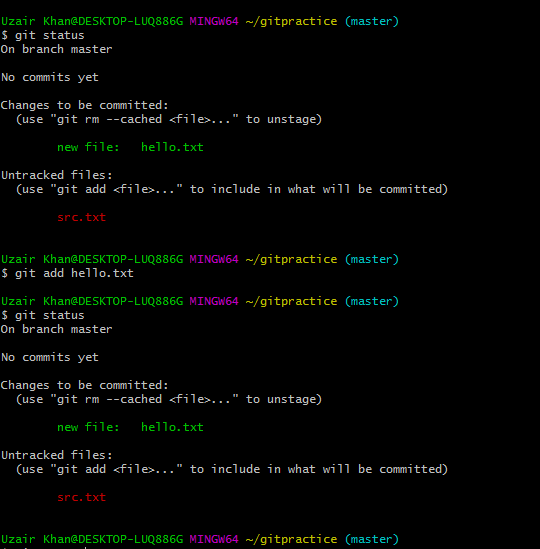 Uzair Khan@DESKTOP-LUQ886G MINGW64 ~/gitpractice (master)
$ git status
On branch master
No commits yet
Changes to be committed:
(use "git rm --cached <file>..." to unstage)
new file: hello.txt
Untracked files:
(use "git add <file>..." to include in what will be committed)
src.txt
Uzair Khan@DESKTOP-LUQ886G MINGW64 ~/gitpractice (master)
$ git add hello.txt
Uzair Khan@DESKTOP-LUQ886G MINGW64 ~/gitpractice (master)
$ git status
On branch master
No commits yet
Changes to be committed:
(use "git rm --cached <file>..." to unstage)
new file: hello.txt
Untracked files:
(use "git add <file>..." to include in what will be committed)
src.txt
Uzair Khan@DESKTOP-LUQ886G MINGW64 ~/gitpractice (master)